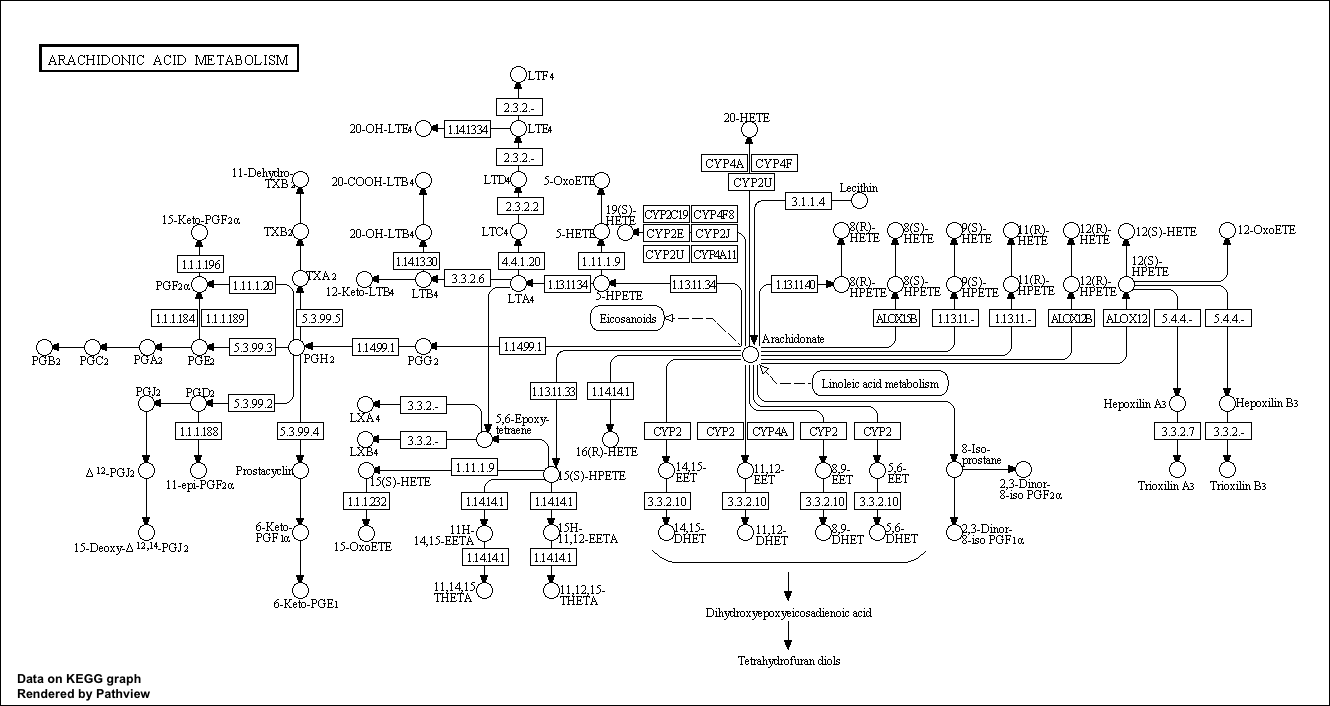 ARACHIDONIC ACID METABOLISM
LTF4
2.3.2.-
20-OH-LTE4
1.14.13.34
LTE4
20-HETE
2.3.2.-
CYP4A
CYP4F
CYP2U
11-Dehydro-
TXB2
20-COOH-LTB4
LTD4
5-OxoETE
Lecithin
3.1.1.4
2.3.2.2
19(S)-
HETE
CYP2C19
CYP4F8
CYP2E
CYP2J
CYP2U
CYP4A11
15-Keto-PGF2α
TXB2
20-OH-LTB4
LTC4
5-HETE
8(R)-
HETE
8(S)-
HETE
9(S)-
HETE
11(R)-
HETE
12(R)-
HETE
12(S)-HETE
12-OxoETE
1.1.1.196
1.14.13.30
4.4.1.20
1.11.1.9
12(S)-
HPETE
PGF2α
1.11.1.20
TXA2
12-Keto-LTB4
LTB4
3.3.2.6
LTA4
1.13.11.34
5-HPETE
1.13.11.34
1.13.11.40
8(R)-
HPETE
8(S)-
HPETE
9(S)-
HPETE
11(R)-
HPETE
12(R)-
HPETE
1.1.1.184
1.1.1.189
5.3.99.5
Eicosanoids
ALOX15B
1.13.11.-
1.13.11.-
ALOX12B
ALOX12
5.4.4.-
5.4.4.-
Arachidonate
PGB2
PGC2
PGA2
PGE2
5.3.99.3
PGH2
1.14.99.1
PGG2
1.14.99.1
Linoleic acid metabolism
PGJ2
PGD2
5.3.99.2
1.13.11.33
1.14.14.1
LXA4
3.3.2.-
5,6-Epoxy-
tetraene
Hepoxilin A3
Hepoxilin B3
1.1.1.188
5.3.99.4
LXB4
3.3.2.-
16(R)-HETE
CYP2
CYP2
CYP4A
CYP2
CYP2
3.3.2.7
3.3.2.-
8-Iso-
prostane
Δ12-PGJ2
11-epi-PGF2α
Prostacyclin
15(S)-HETE
1.11.1.9
15(S)-HPETE
14,15-
EET
11,12-
EET
8,9-
EET
5,6-
EET
2,3-Dinor-
8-iso PGF2α
Trioxilin A3
Trioxilin B3
1.1.1.232
1.14.14.1
1.14.14.1
3.3.2.10
3.3.2.10
3.3.2.10
3.3.2.10
15-Deoxy-Δ12,14-PGJ2
6-Keto-
PGF1α
15-OxoETE
11H-
14,15-EETA
15H-
11,12-EETA
14,15-
DHET
11,12-
DHET
8,9-
DHET
5,6-
DHET
2,3-Dinor-
8-iso PGF1α
1.14.14.1
1.14.14.1
6-Keto-PGE1
11,14,15-
THETA
11,12,15-
THETA
Dihydroxyepoxyeicosadienoic acid
Tetrahydrofuran diols
Data on KEGG graph
Rendered by Pathview